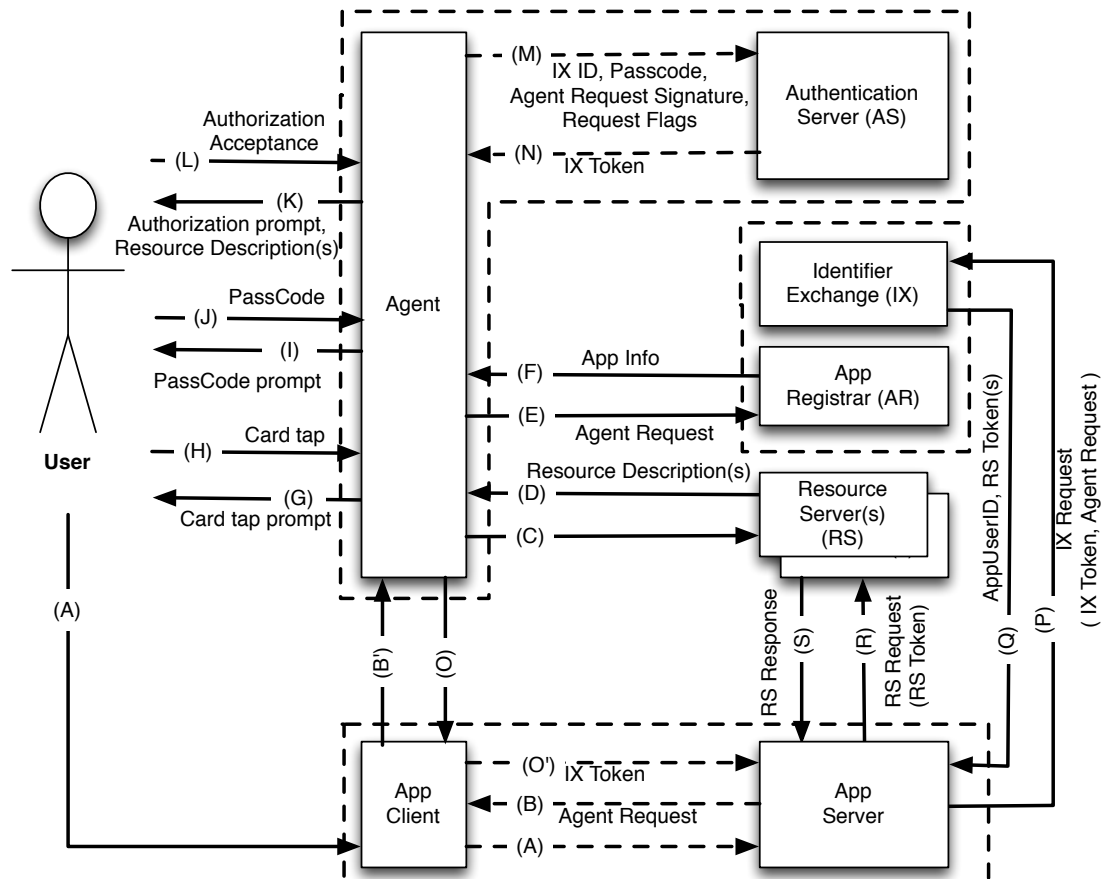 (M)
IX ID, Passcode,
Agent Request Signature,
Request Flags
Authentication
Server (AS)
Authorization
Acceptance
(L)
(N)
IX Token
(K)
Authorization prompt,
Resource Description(s)
Agent
Identifier
Exchange (IX)
PassCode
(J)
(I)
PassCode prompt
App Info
(F)
App
Registrar (AR)
(E)
Agent Request
Card tap
(H)
User
Resource Description(s)
(D)
(G)
Card tap prompt
Resource
Server(s)
(RS)
(C)
AppUserID, RS Token(s)
(Q)
(P)
IX Request
( IX Token, Agent Request )
(A)
(B')
(O)
RS Response
(S)
(R)
RS Request
(RS Token)
App
Client
(O')
IX Token
(B)
Agent Request
(A)
App
Server